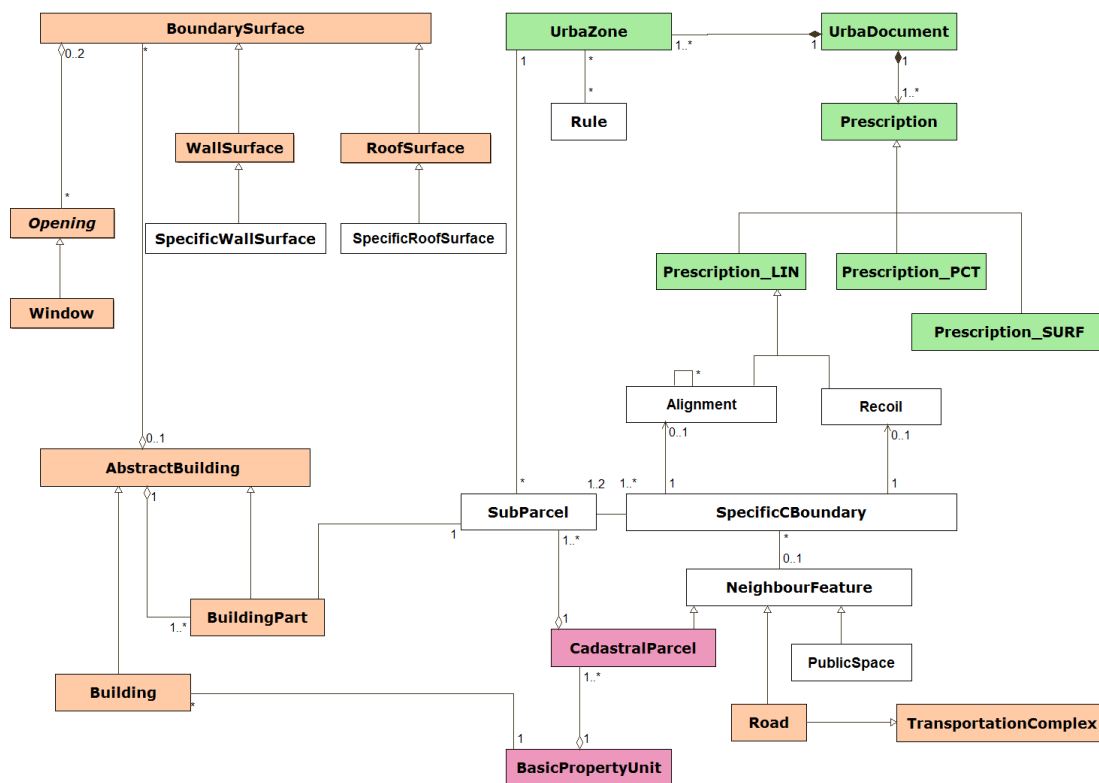 BoundarySurface
UrbaZone
UrbaDocument
0..2
*
1
*
1..*
1
1
*
1..*
Rule
Prescription
WallSurface
RoofSurface
*
Opening
SpecificWallSurface
SpecificRoofSurface
Prescription_LIN
Prescription_PCT
Window
Prescription_SURF
*
Alignment
Recoil
0..1
0..1
0..1
AbstractBuilding
1
*
1..2
1..*
1
1
SubParcel
SpecificCBoundary
1
1..*
*
0..1
NeighbourFeature
BuildingPart
1..*
1
CadastralParcel
PublicSpace
1..*
Building
*
Road
TransportationComplex
1
1
BasicPropertyUnit